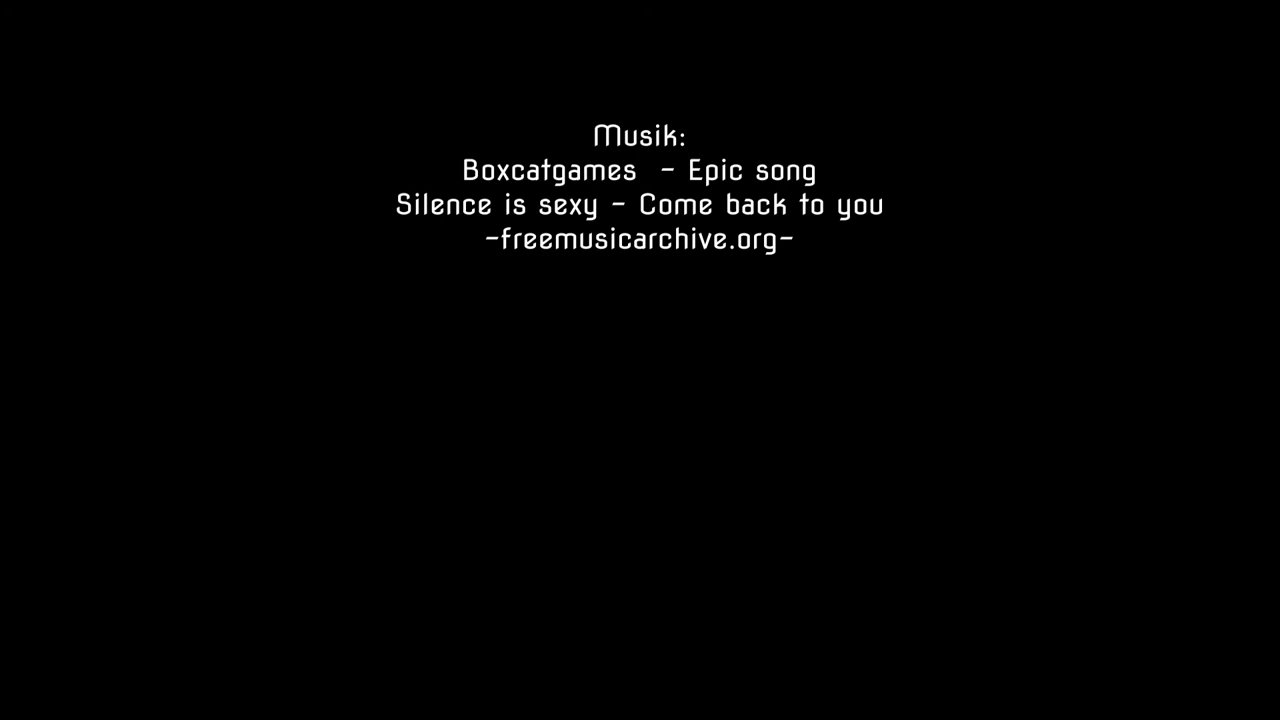 Musik:
Boxcatgames - Epic song
Silence is sexy - Come back to you
-freemusicarchive.org-